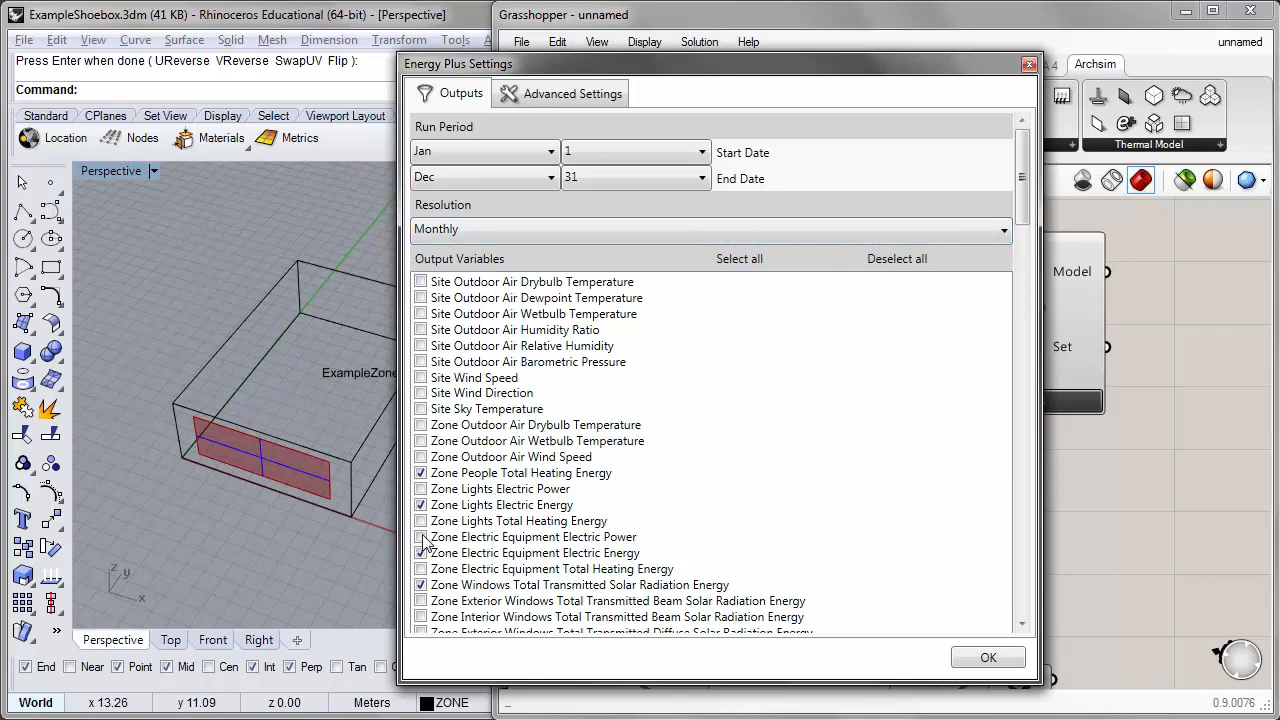 ExampleShoebox.3dm (41 KB) - Rhinoceros Educational (64-bit) - [Perspective]
File Edit View Curve Surface Solid Mesh Dimension Transform Tools
Press Enter when done ( UReverse VReverse SwapUV Flip ):
Command:
Standard CPlanes Set View Display Select Viewport Layout
Location Nodes Materials Metrics
Perspective
ExampleZone
z y
x
Perspective Top Front Right
End Near Point Mid Cen Int Perp Tan
World x 13.26 y 11.09 z 0.00 Meters ZONE
Grasshopper - unnamed
File Edit View Display Solution Help unnamed
4 Archsim
Thermal Model
Model
Set
0.9.0076
Energy Plus Settings
Outputs Advanced Settings
Run Period
Jan 1 Start Date
Dec 31 End Date
Resolution
Monthly
Output Variables Select all Deselect all
Site Outdoor Air Drybulb Temperature
Site Outdoor Air Dewpoint Temperature
Site Outdoor Air Wetbulb Temperature
Site Outdoor Air Humidity Ratio
Site Outdoor Air Relative Humidity
Site Outdoor Air Barometric Pressure
Site Wind Speed
Site Wind Direction
Site Sky Temperature
Zone Outdoor Air Drybulb Temperature
Zone Outdoor Air Wetbulb Temperature
Zone Outdoor Air Wind Speed
Zone People Total Heating Energy
Zone Lights Electric Power
Zone Lights Electric Energy
Zone Lights Total Heating Energy
Zone Electric Equipment Electric Power
Zone Electric Equipment Electric Energy
Zone Electric Equipment Total Heating Energy
Zone Windows Total Transmitted Solar Radiation Energy
Zone Exterior Windows Total Transmitted Beam Solar Radiation Energy
Zone Interior Windows Total Transmitted Beam Solar Radiation Energy
Zone Exterior Windows Total Transmitted Diffuse Solar Radiation Energy
OK